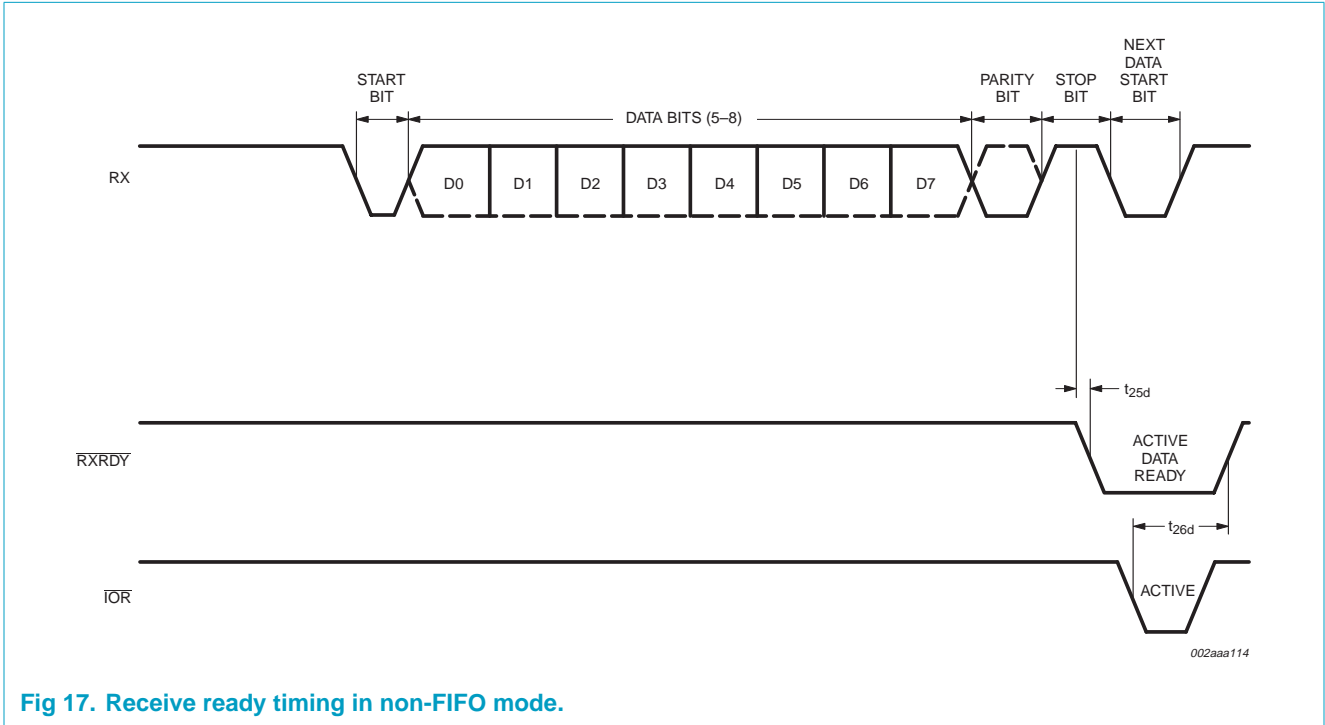 START
BIT
DATA BITS (5–8)
PARITY
BIT
STOP
BIT
NEXT
DATA
START
BIT
RX
D0
D1
D2
D3
D4
D5
D6
D7
t25d
RXRDY
ACTIVE
DATA
READY
t26d
IOR
ACTIVE
002aaa114
Fig 17. Receive ready timing in non-FIFO mode.